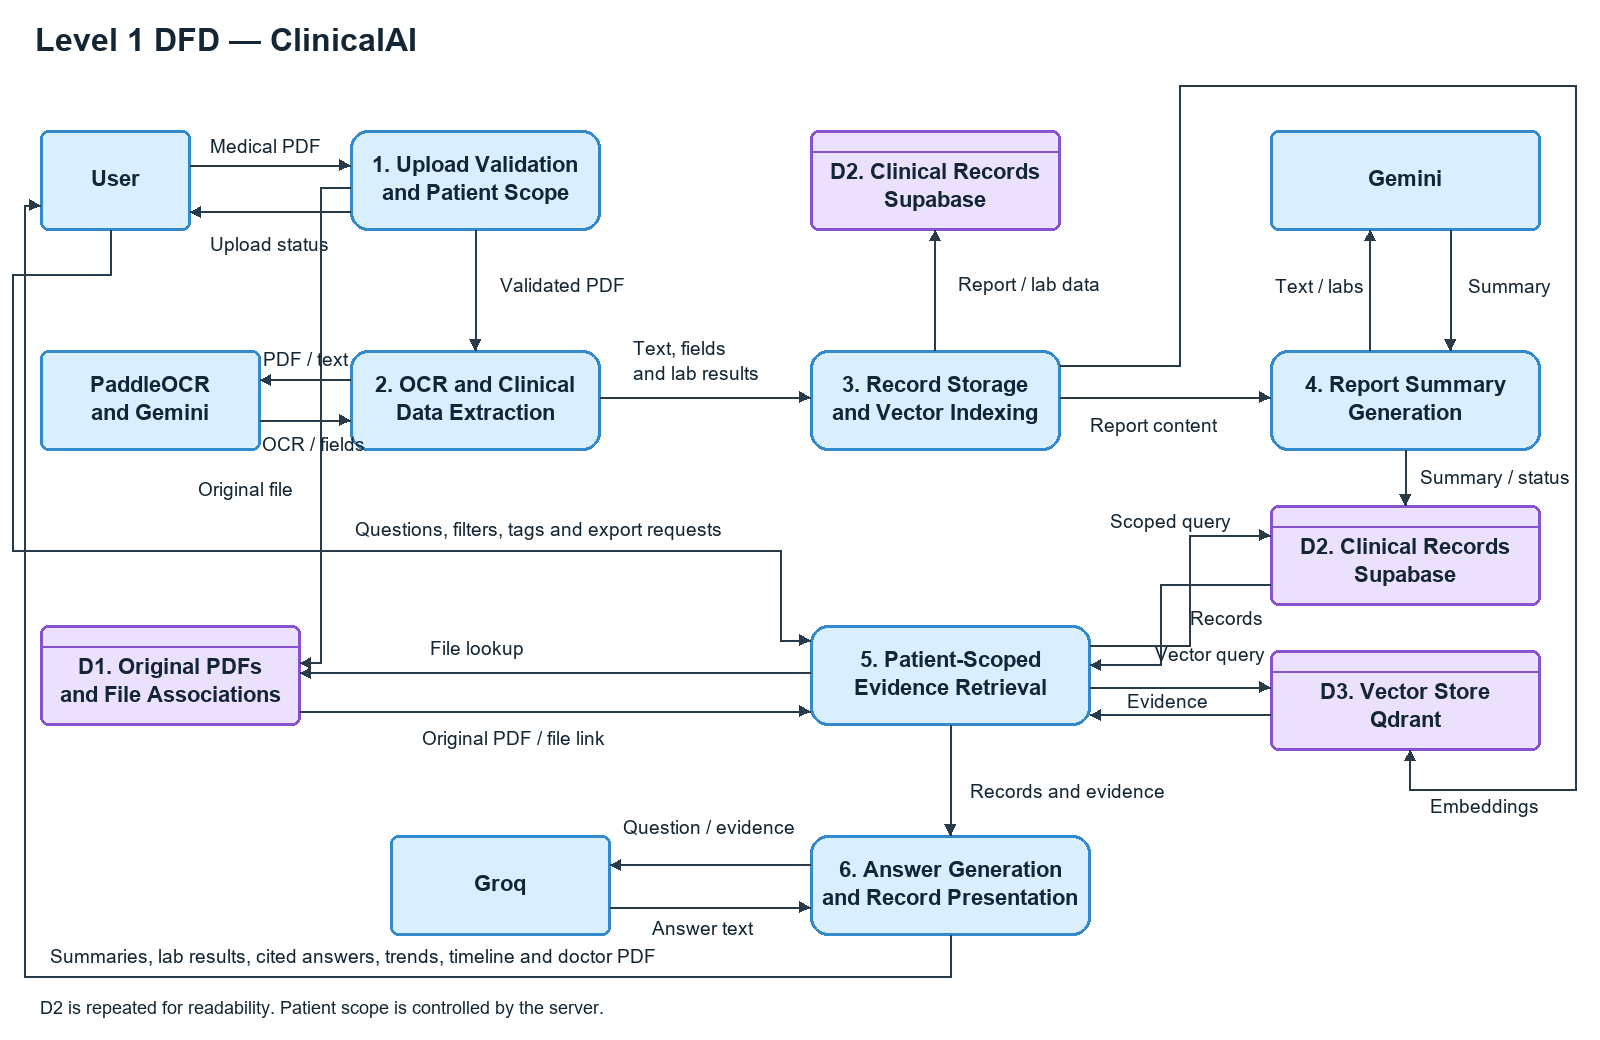 Level 1 DFD — ClinicalAI
User
Medical PDF
Upload status
1. Upload Validation
and Patient Scope
D2. Clinical Records
Supabase
Gemini
Validated PDF
Report / lab data
Text / labs
Summary
PaddleOCR
and Gemini
PDF / text
OCR / fields
2. OCR and Clinical
Data Extraction
Text, fields
and lab results
3. Record Storage
and Vector Indexing
Report content
4. Report Summary
Generation
Original file
Summary / status
Questions, filters, tags and export requests
Scoped query
D2. Clinical Records
Supabase
Records
D1. Original PDFs
and File Associations
File lookup
Original PDF / file link
5. Patient-Scoped
Evidence Retrieval
Vector query
Evidence
D3. Vector Store
Qdrant
Records and evidence
Embeddings
Groq
Question / evidence
Answer text
6. Answer Generation
and Record Presentation
Summaries, lab results, cited answers, trends, timeline and doctor PDF
D2 is repeated for readability. Patient scope is controlled by the server.